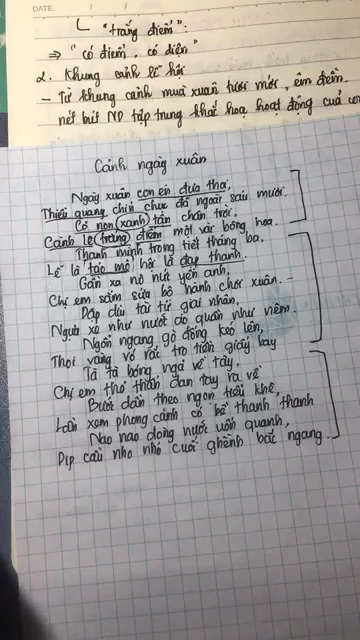 DATE. / /
"trắng điểm":
⇒ "có điểm, có diện"
2. Khung cảnh lễ hội
- Từ khung cảnh mùa xuân tươi mới, êm đềm.
nét bút ND tập trung khắc hoạ hoạt động của con
Cảnh ngày xuân
Ngày xuân con én đưa thoi,
Thiều quang chín chục đã ngoài sáu mươi.
Cỏ non xanh tận chân trời,
Cành lê trắng điểm một vài bông hoa.
Thanh minh trong tiết tháng ba,
Lễ là tảo mộ, hội là đạp thanh.
Gần xa nô nức yến anh,
Chị em sắm sửa bộ hành chơi xuân.
Dập dìu tài tử giai nhân,
Ngựa xe như nước áo quần như nêm.
Ngổn ngang gò đống kéo lên,
Thoi vàng vó rắc tro tiền giấy bay
Tà tà bóng ngả về tây,
Chị em thơ thẩn dan tay ra về
Bước dần theo ngọn tiểu khê,
Lần xem phong cảnh có bề thanh thanh
Nao nao dòng nước uốn quanh,
Dịp cầu nho nhỏ cuối ghềnh bắc ngang.